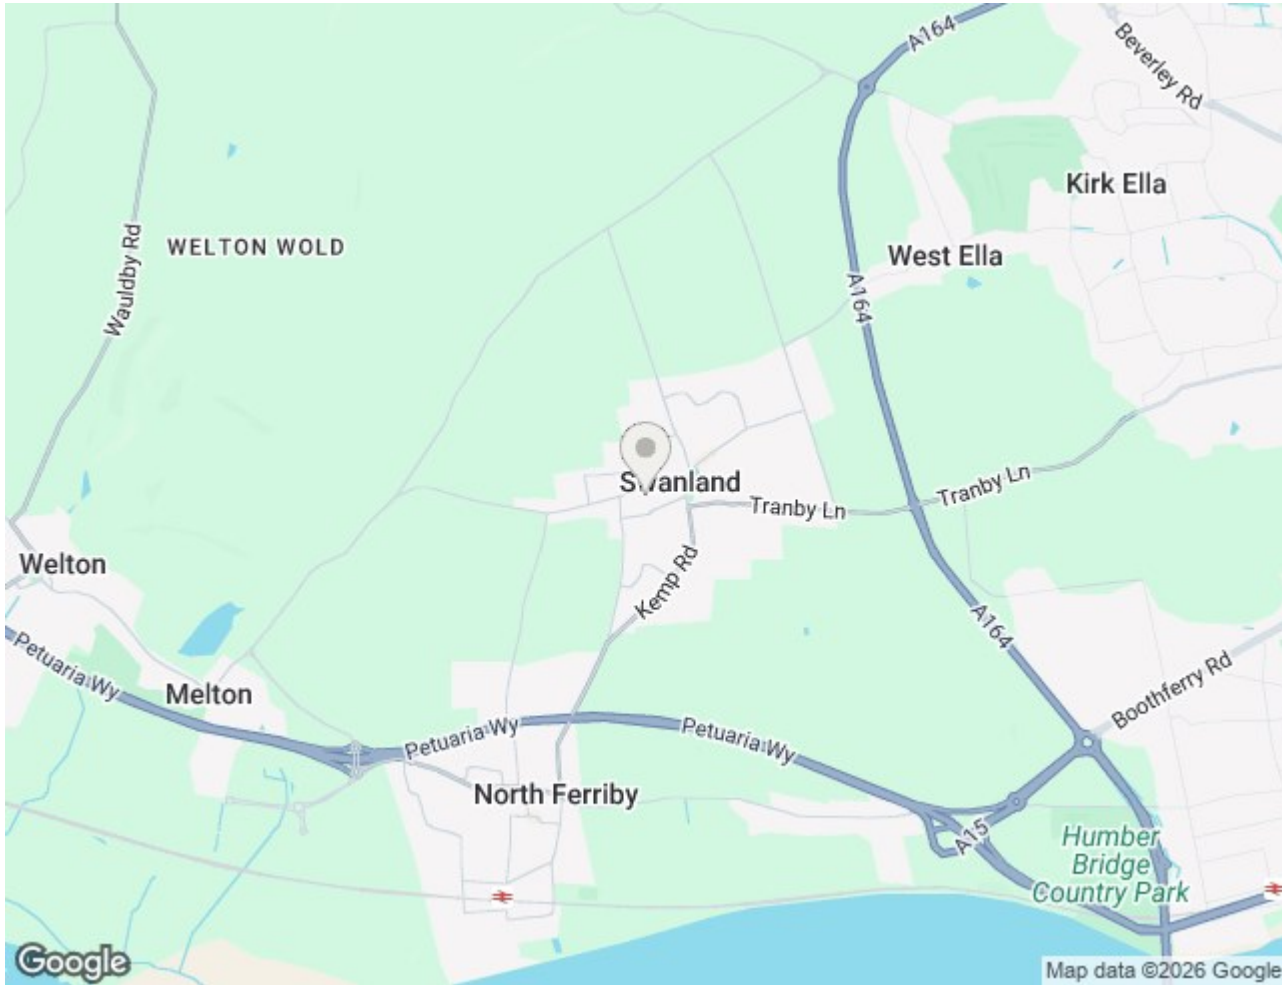 A164
Beverley Rd
Kirk Ella
Wauldby Rd
WELTON WOLD
West Ella
A164
Swanland
Tranby Ln
Tranby Ln
Welton
Kemp Rd
A164
Petuaria Wy
Melton
Boothferry Rd
Petuaria Wy
Petuaria Wy
North Ferriby
A15
Humber
Bridge
Country Park
Google
Map data ©2026 Google